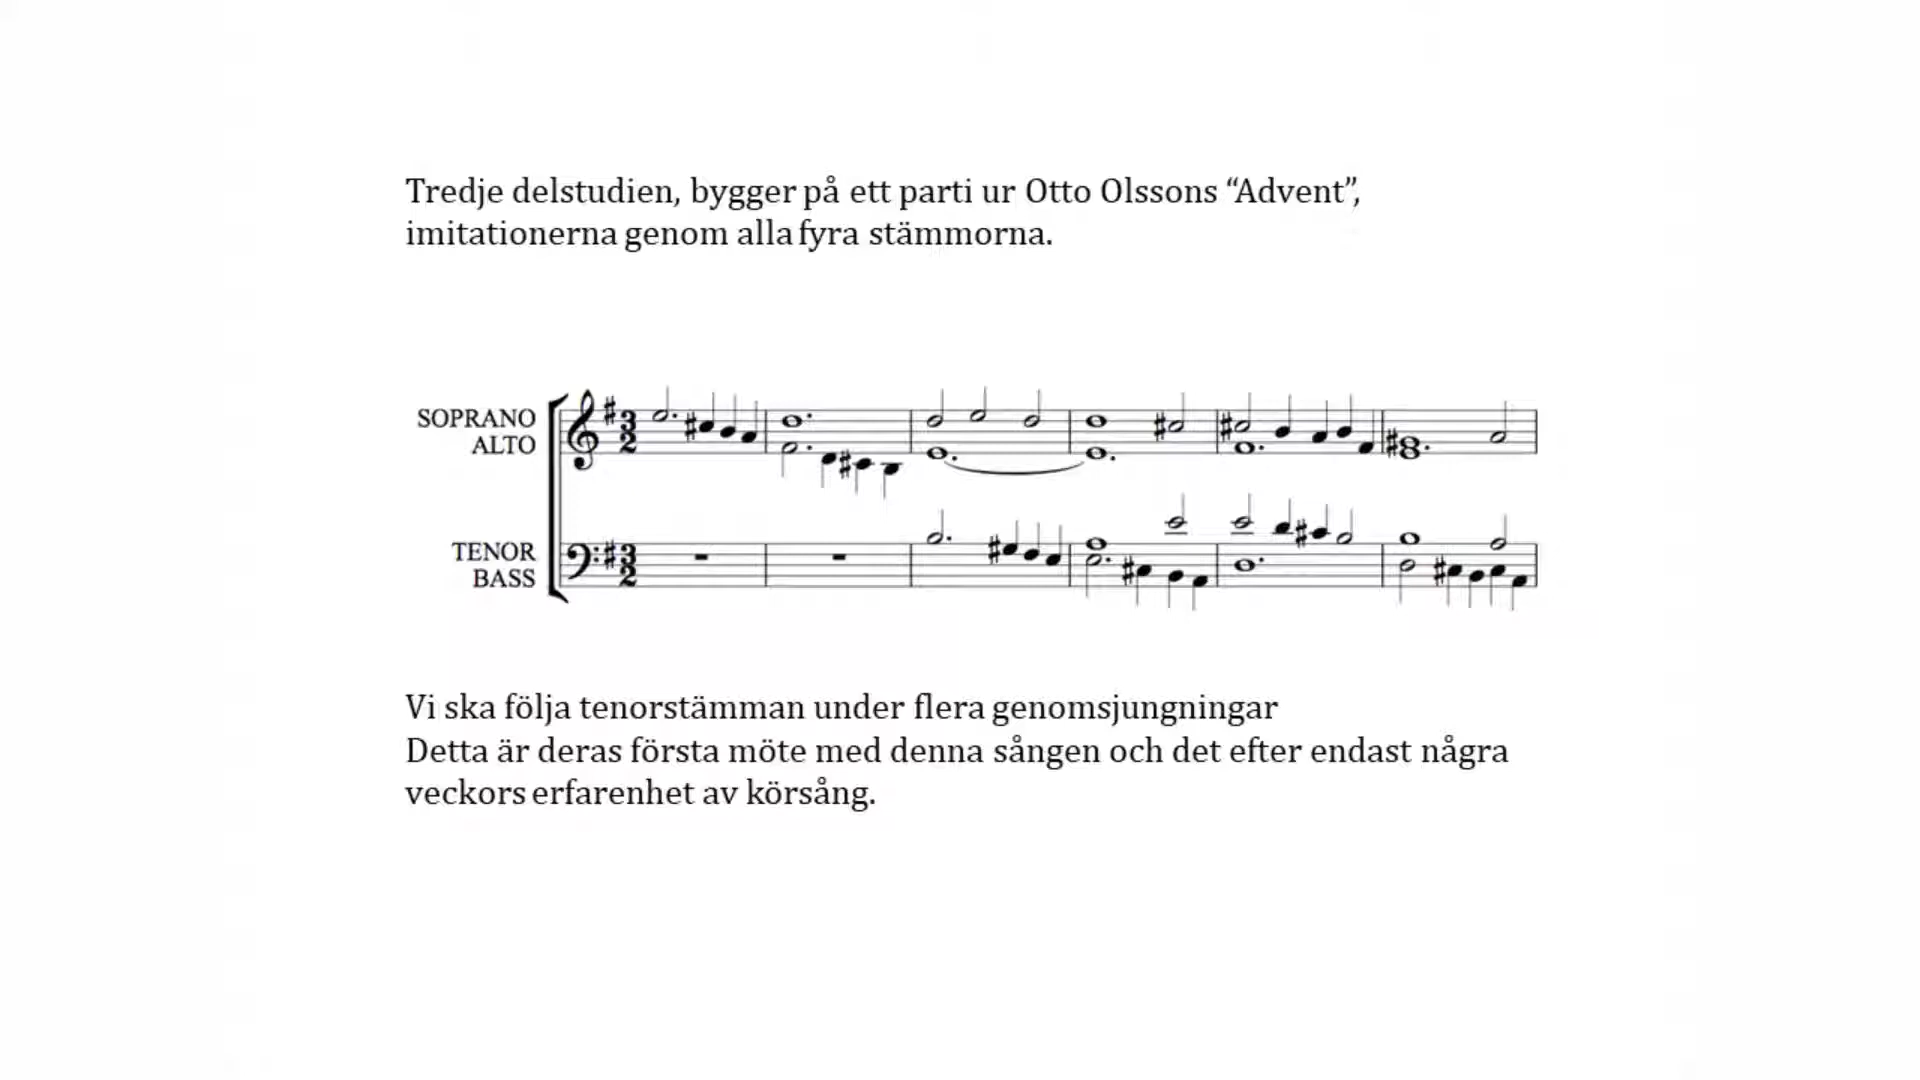 Tredje delstudien, bygger på ett parti ur Otto Olssons “Advent”,
imitationerna genom alla fyra stämmorna.
SOPRANO
ALTO
TENOR
BASS
Vi ska följa tenorstämman under flera genomsjungningar
Detta är deras första möte med denna sången och det efter endast några
veckors erfarenhet av körsång.